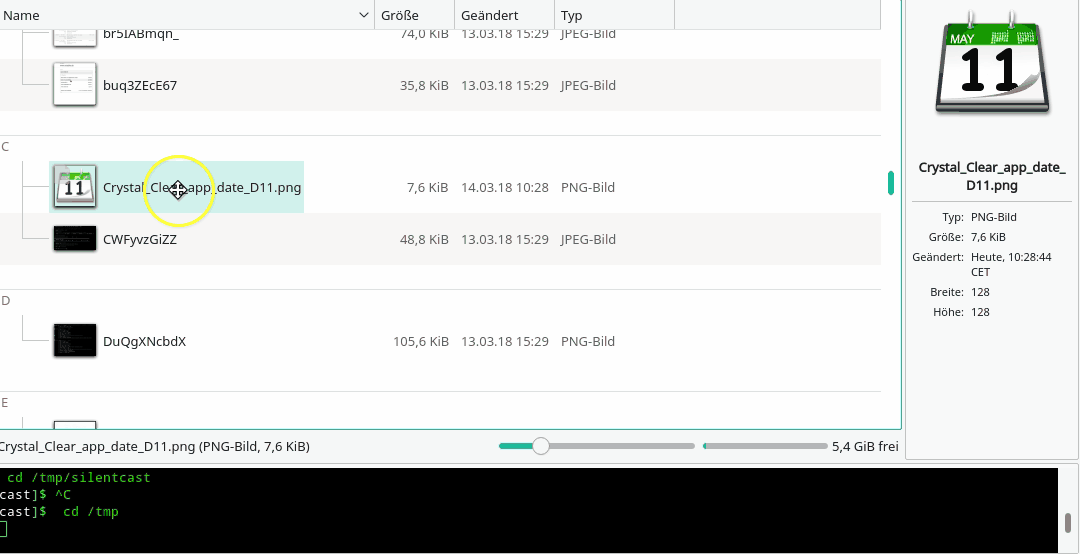 Name Größe Geändert Typ
br5IABmqn_ 74,0 KiB 13.03.18 15:29 JPEG-Bild
buq3ZEcE67 35,8 KiB 13.03.18 15:29 JPEG-Bild
C
Crystal_Clear_app_date_D11.png 7,6 KiB 14.03.18 10:28 PNG-Bild
CWFyvzGiZZ 48,8 KiB 13.03.18 15:29 JPEG-Bild
D
DuQgXNcbdX 105,6 KiB 13.03.18 15:29 PNG-Bild
E
Crystal_Clear_app_date_D11.png (PNG-Bild, 7,6 KiB) 5,4 GiB frei
MAY
11
Crystal_Clear_app_date_
D11.png
Typ: PNG-Bild
Größe: 7,6 KiB
Geändert: Heute, 10:28:44
CET
Breite: 128
Höhe: 128
cd /tmp/silentcast
cast]$ ^C
cast]$ cd /tmp